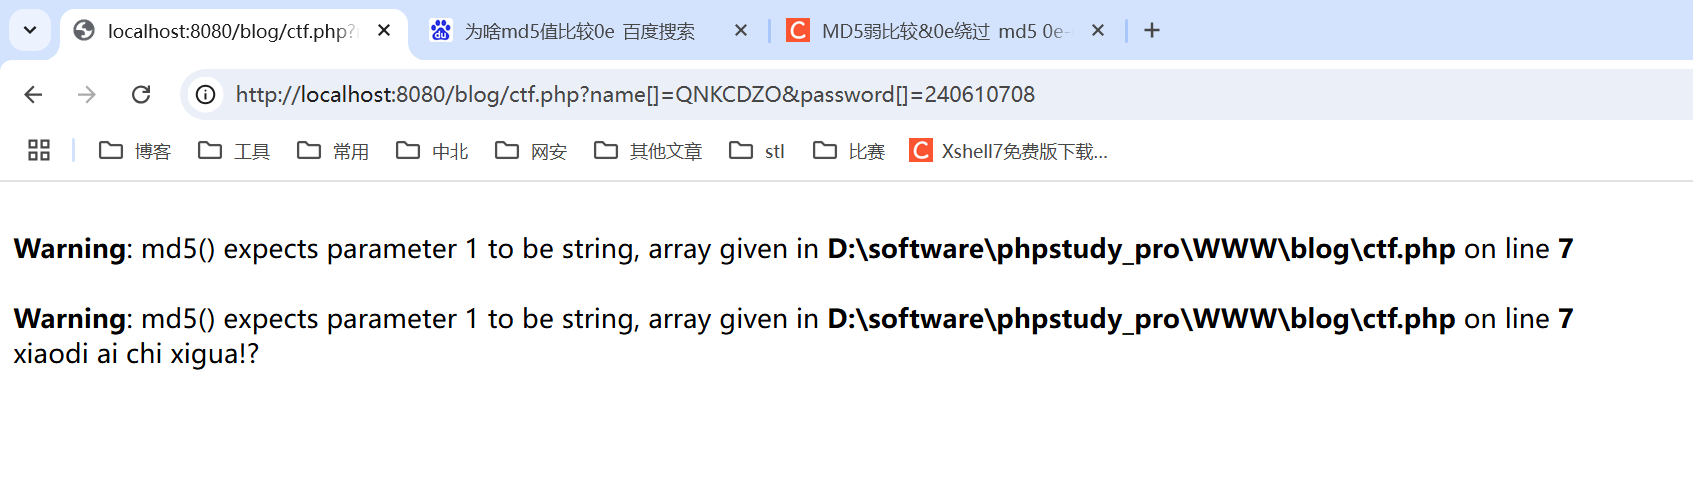 localhost:8080/blog/ctf.php?
为啥md5值比较0e 百度搜索
MD5弱比较&0e绕过 md5 0e-
http://localhost:8080/blog/ctf.php?name[]=QNKCDZO&password[]=240610708
博客 工具 常用 中北 网安 其他文章 stl 比赛 Xshell7免费版下载...
Warning: md5() expects parameter 1 to be string, array given in D:\software\phpstudy_pro\WWW\blog\ctf.php on line 7
Warning: md5() expects parameter 1 to be string, array given in D:\software\phpstudy_pro\WWW\blog\ctf.php on line 7
xiaodi ai chi xigua!?